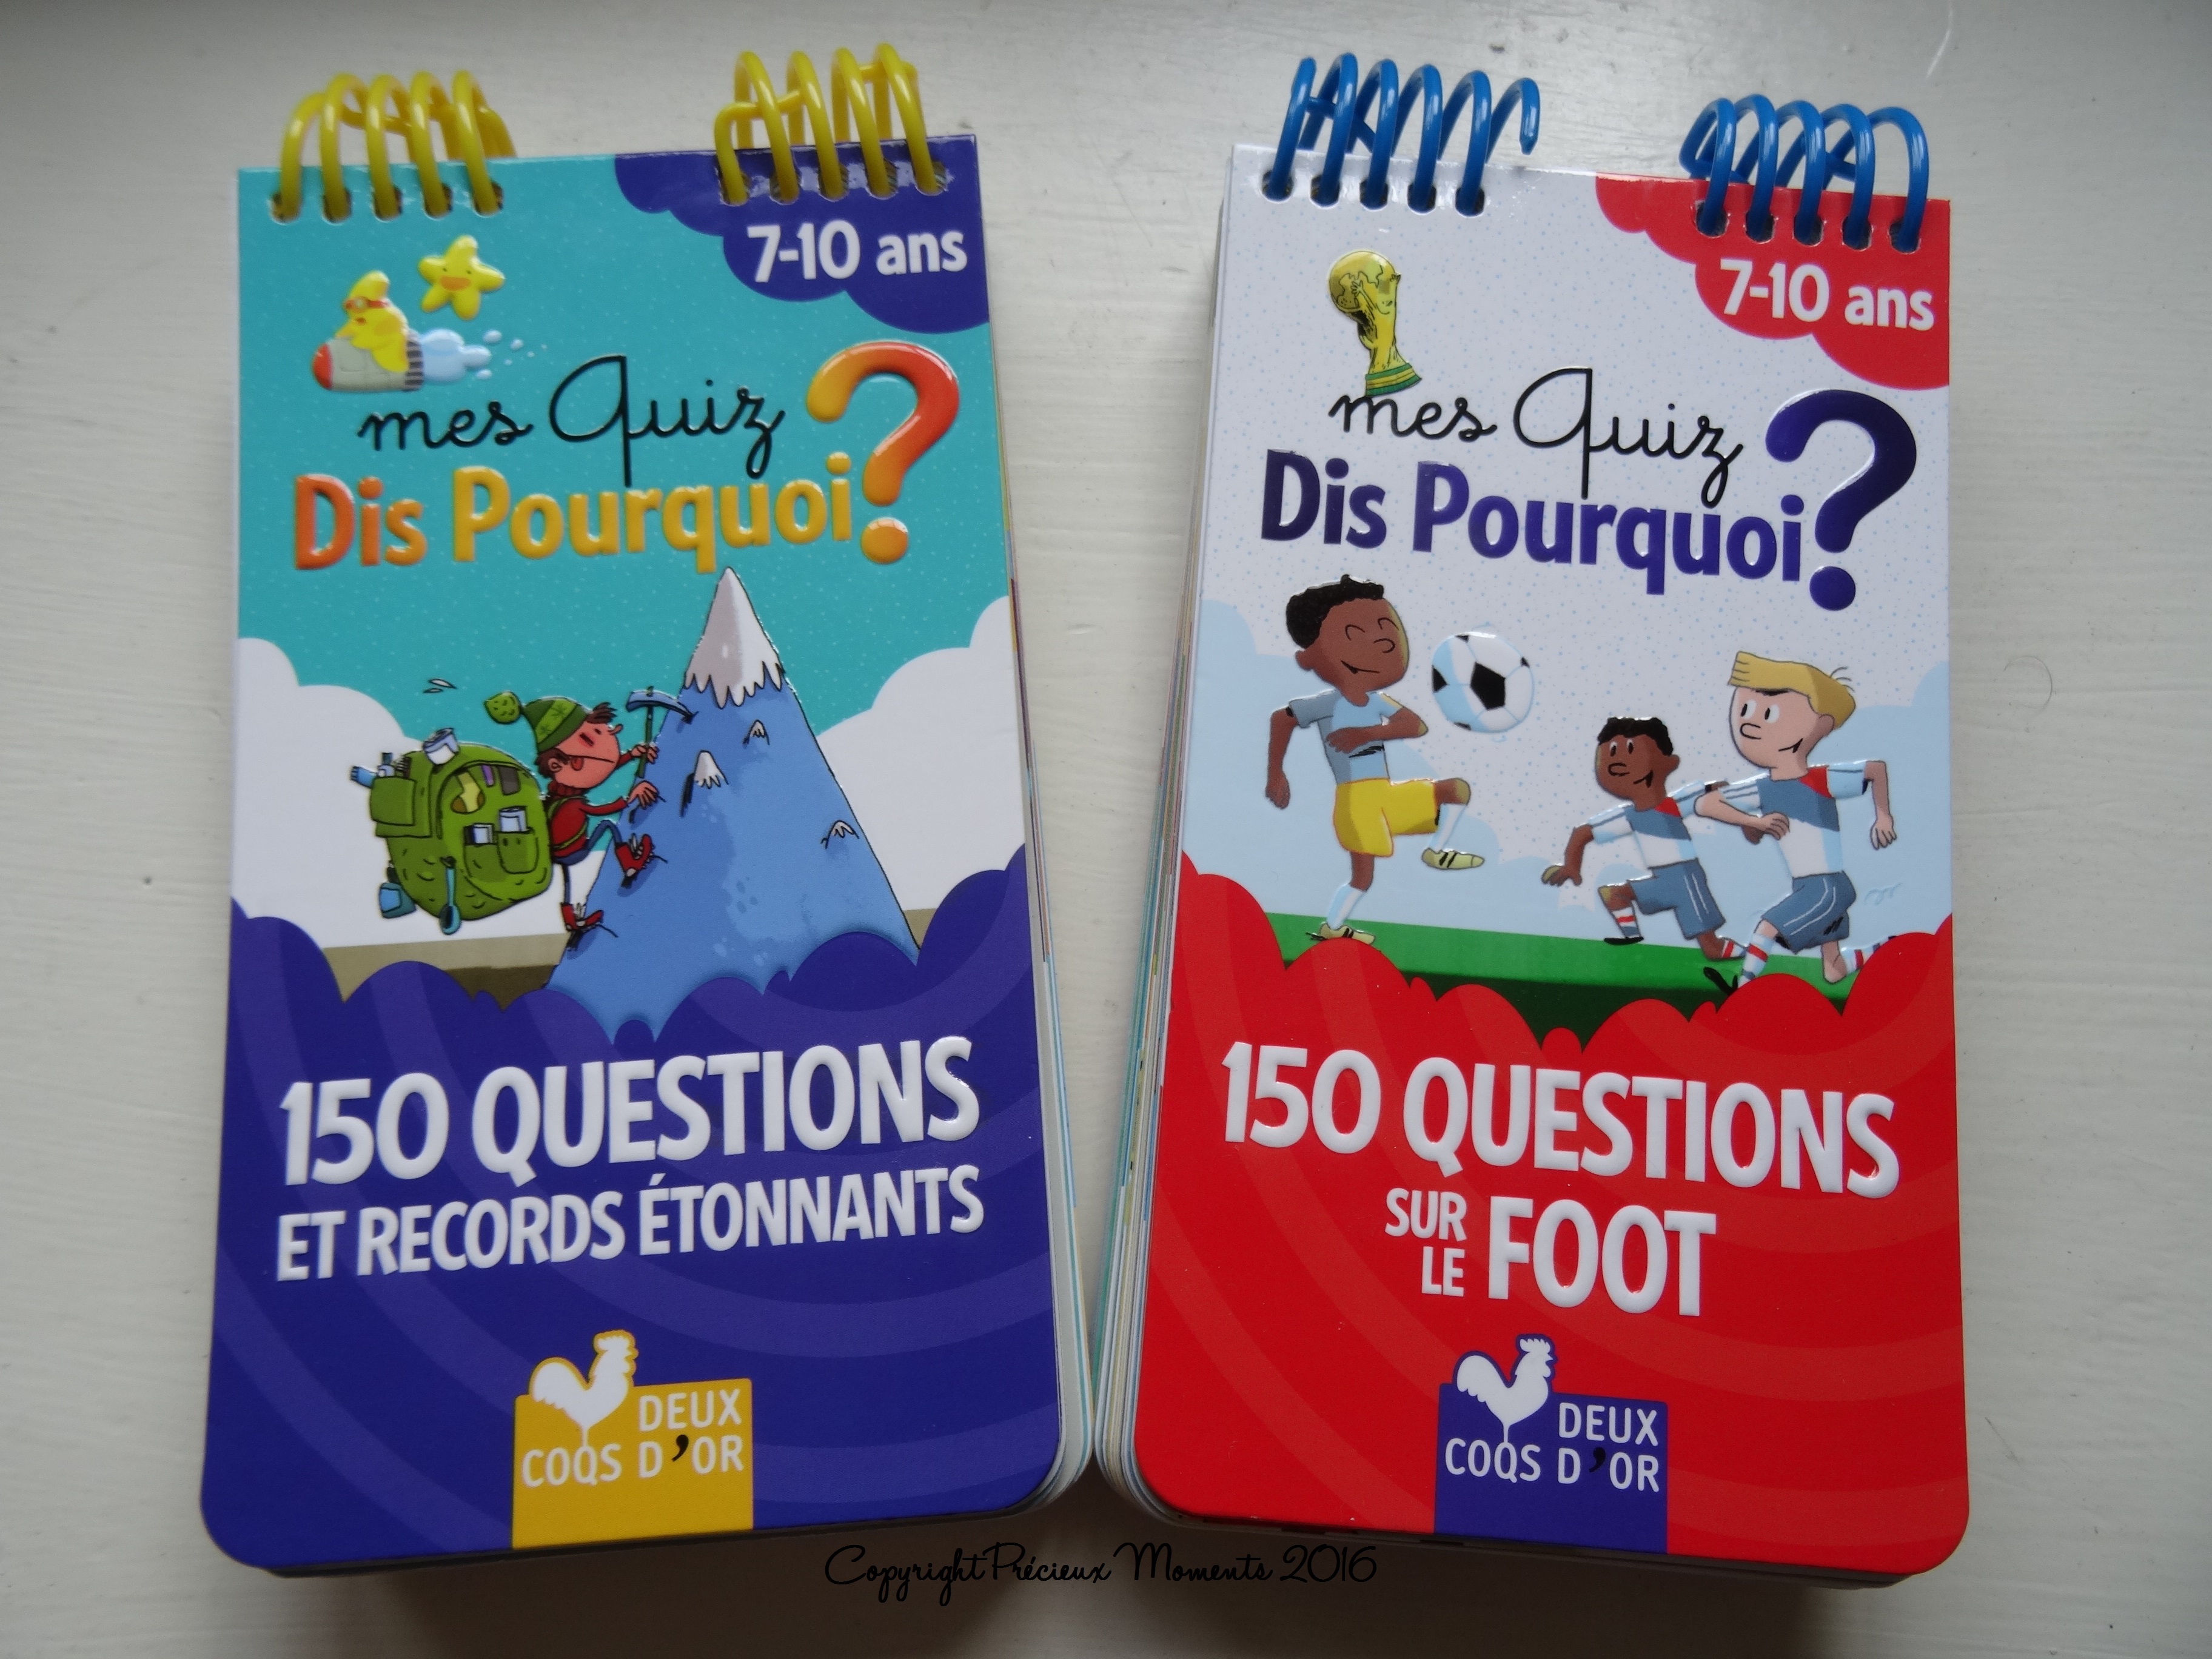 7-10 ans
mes Quiz
Dis Pourquoi ?
150 QUESTIONS
ET RECORDS ÉTONNANTS
DEUX
COQS D'OR
7-10 ans
mes Quiz
Dis Pourquoi ?
150 QUESTIONS
SUR
LE FOOT
DEUX
COQS D'OR
Copyright Précieux Moments 2016